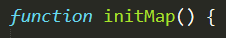 function initMap() {